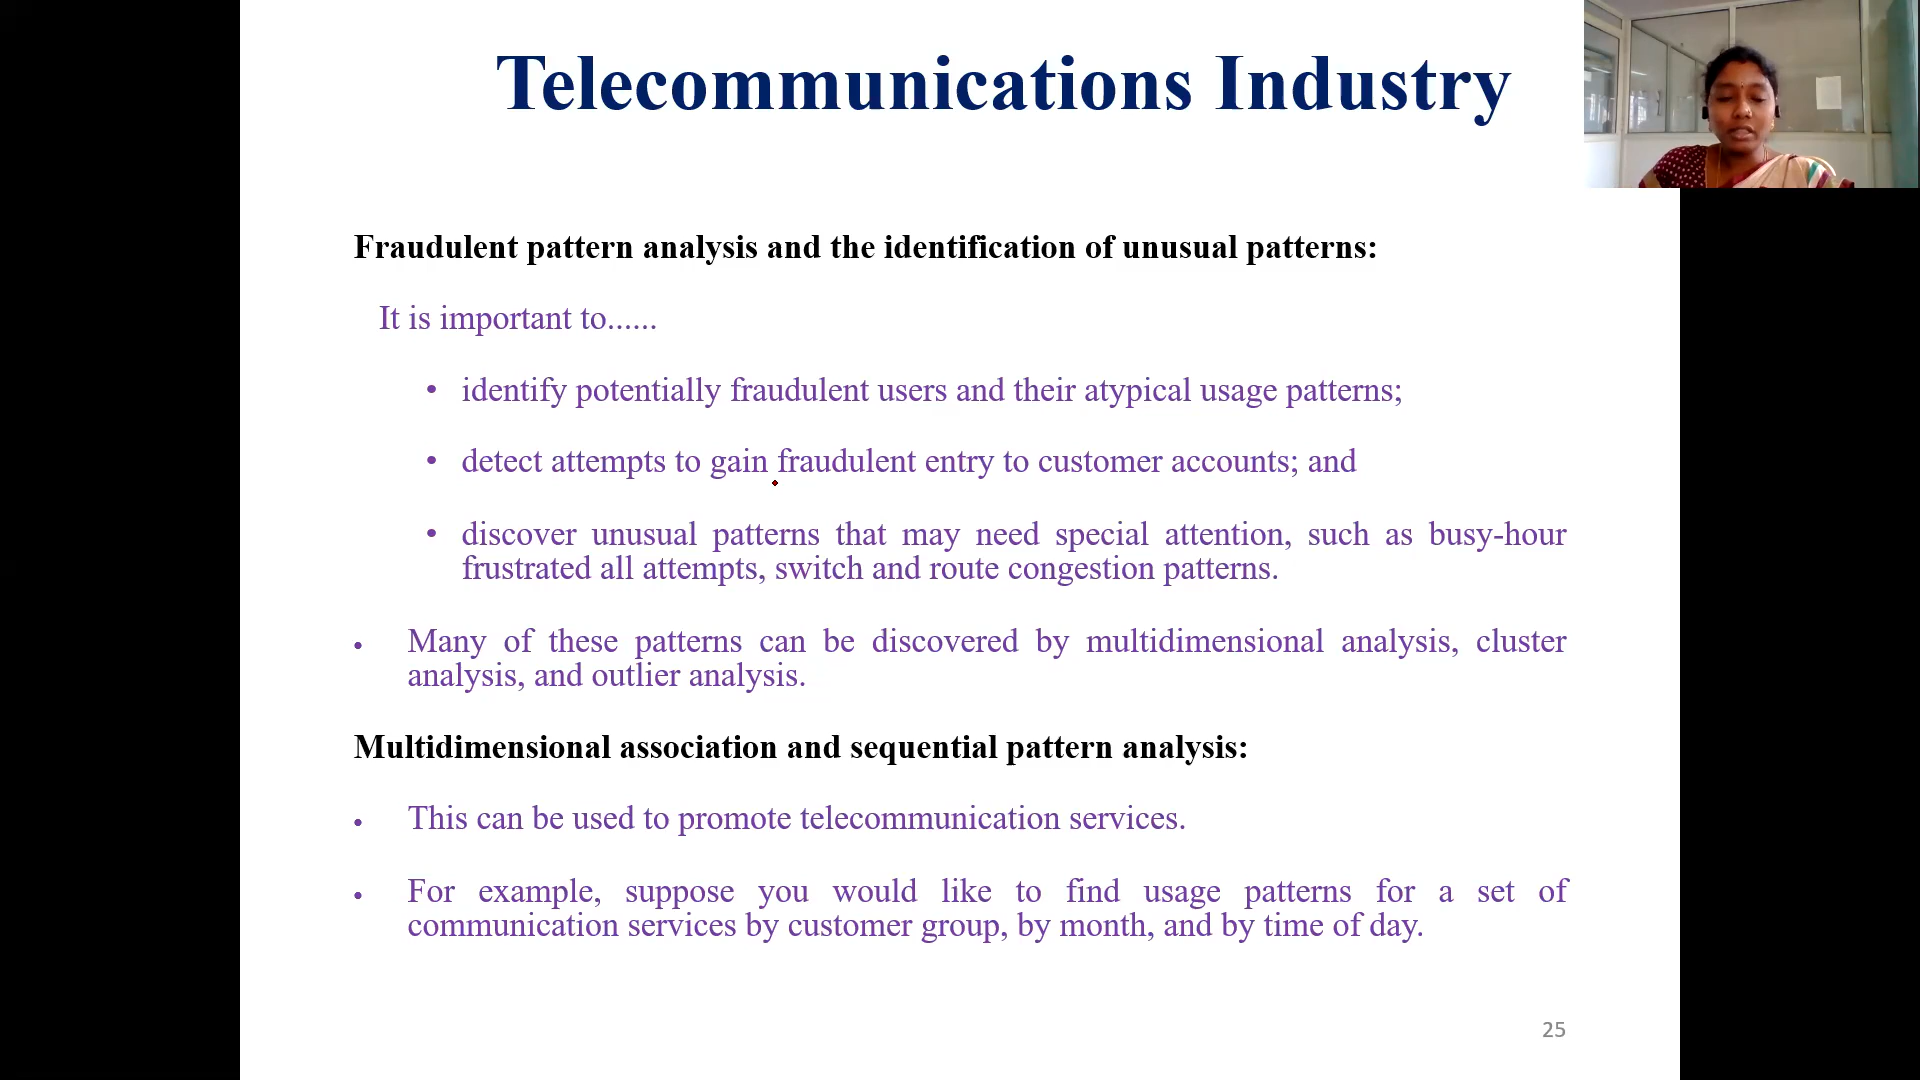 Telecommunications Industry
Fraudulent pattern analysis and the identification of unusual patterns:
It is important to......
• identify potentially fraudulent users and their atypical usage patterns;
• detect attempts to gain fraudulent entry to customer accounts; and
• discover unusual patterns that may need special attention, such as busy-hour
frustrated all attempts, switch and route congestion patterns.
• Many of these patterns can be discovered by multidimensional analysis, cluster
analysis, and outlier analysis.
Multidimensional association and sequential pattern analysis:
• This can be used to promote telecommunication services.
• For example, suppose you would like to find usage patterns for a set of
communication services by customer group, by month, and by time of day.
25